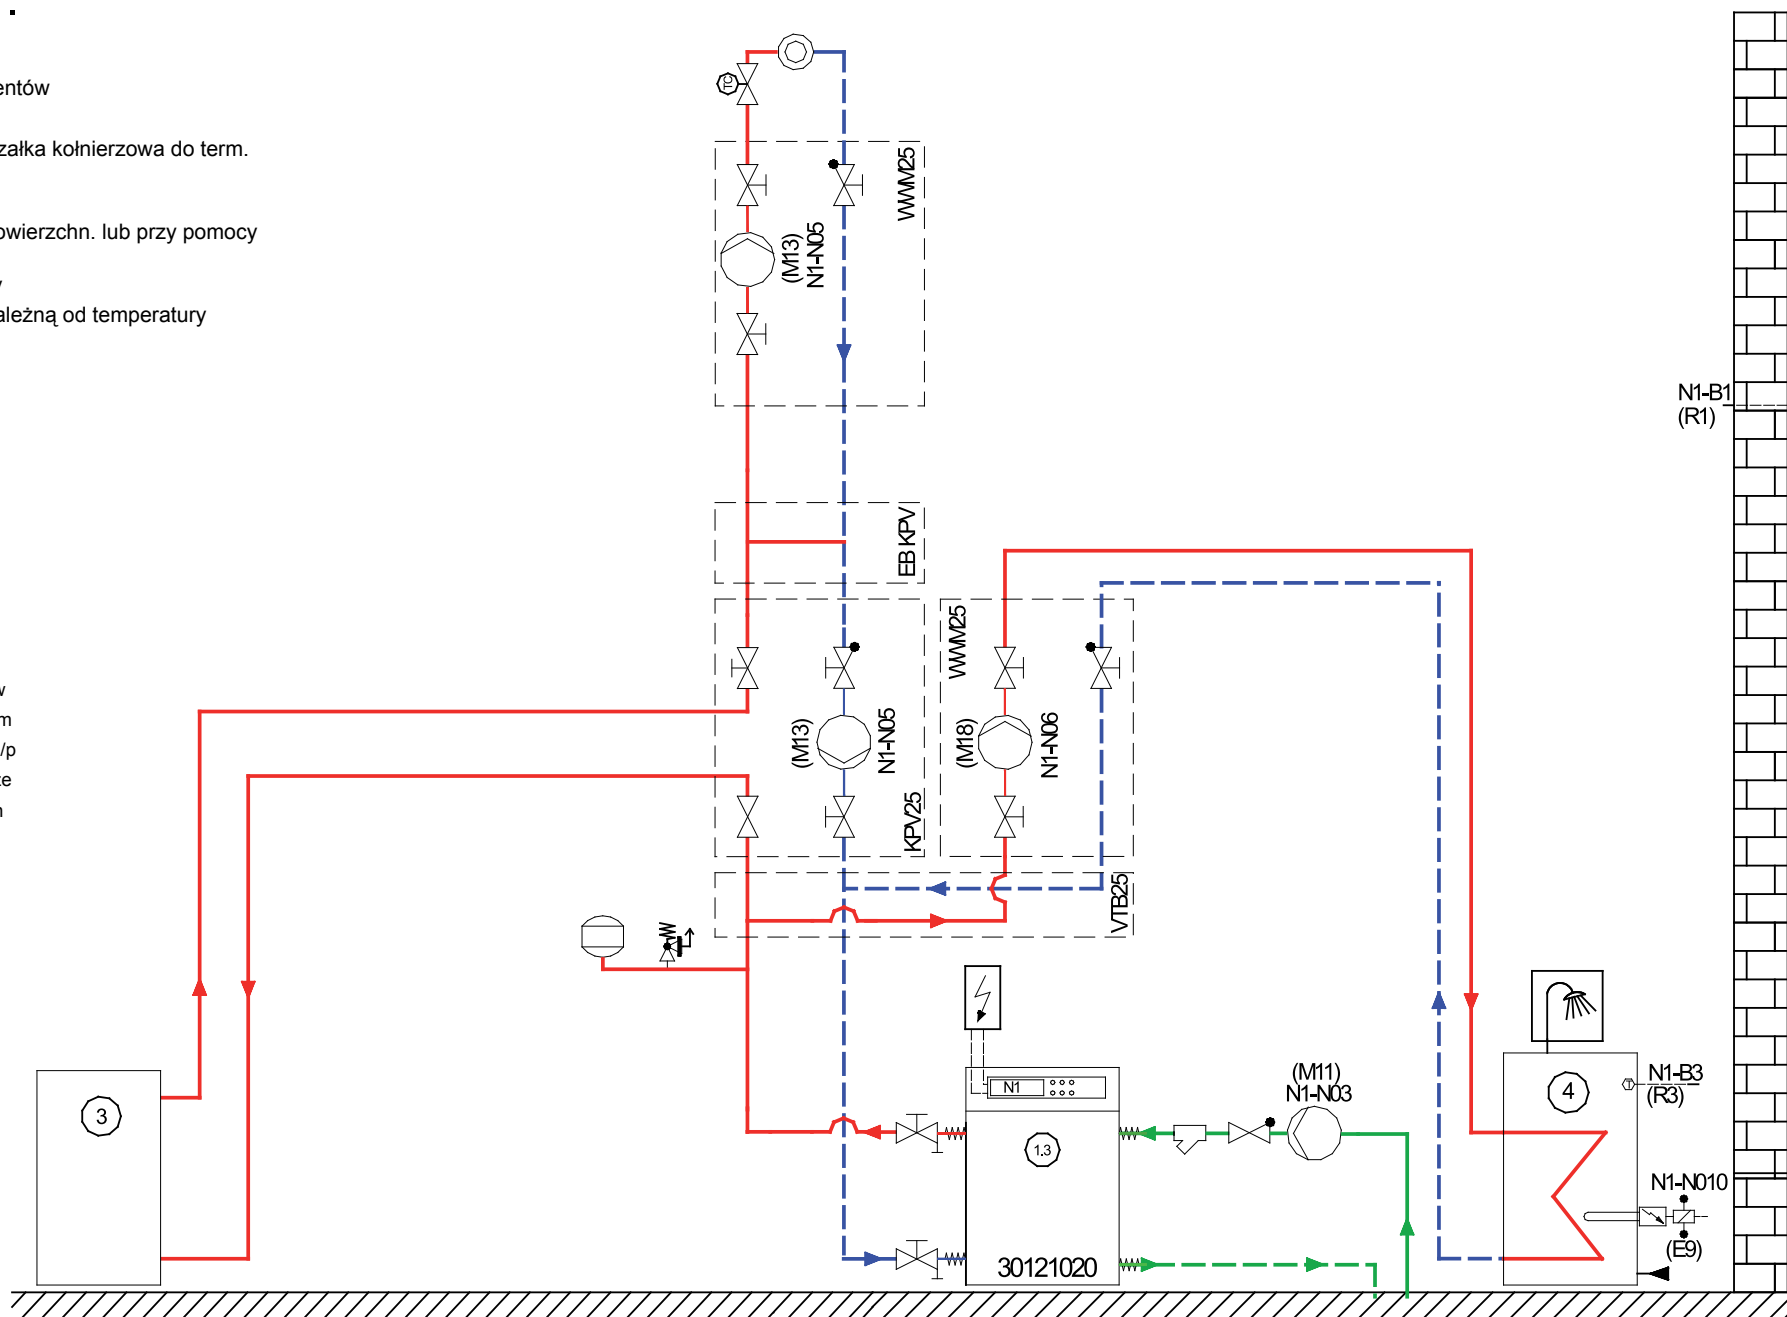 entów
załka kołnierzowa do term.
owierzchn. lub przy pomocy
ależną od temperatury
w
m
/p
te
TC
WWM25
(M13)
N1-N05
N1-B1
(R1)
EB KPV
WWM25
(M13)
N1-N05
(M18)
N1-N06
KPV25
VTB25
N1
(M11)
N1-N03
3
1.3
4
N1-B3
(R3)
T
N1-N010
(E9)
30121020